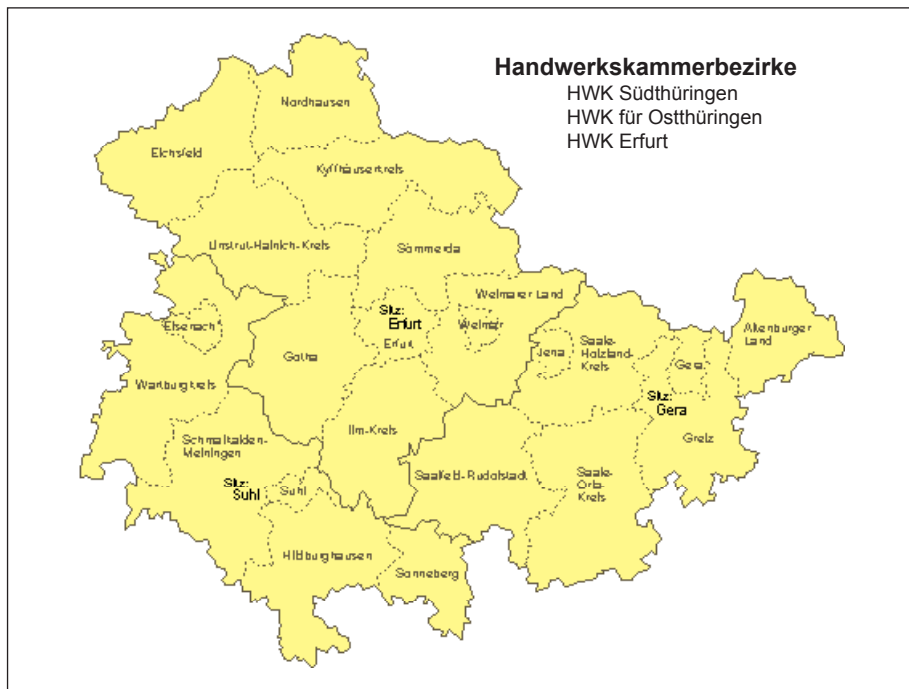 Handwerkskammerbezirke
HWK Südthüringen
HWK für Ostthüringen
HWK Erfurt
Nordhausen
Eichsfeld
Kyffhäuserkreis
Unstrut-Hainich-Kreis
Sömmerda
Weimarer Land
Sitz:
Erfurt
Erfurt
Weimar
Eisenach
Gotha
Jena
Saale-
Holzland-
Kreis
Gera
Altenburger
Land
Wartburgkreis
Sitz:
Gera
Greiz
Ilm-Kreis
Schmalkalden-
Meiningen
Sitz:
Suhl
Suhl
Saalfeld-Rudolstadt
Saale-
Orla-
Kreis
Hildburghausen
Sonneberg